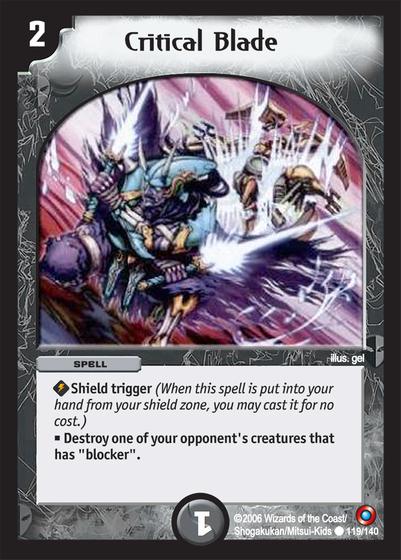 2
Critical Blade
SPELL
illus. gel
Shield trigger (When this spell is put into your
hand from your shield zone, you may cast it for no
cost.)
▪ Destroy one of your opponent's creatures that
has "blocker".
1
©2006 Wizards of the Coast/
Shogakukan/Mitsui-Kids ● 119/140